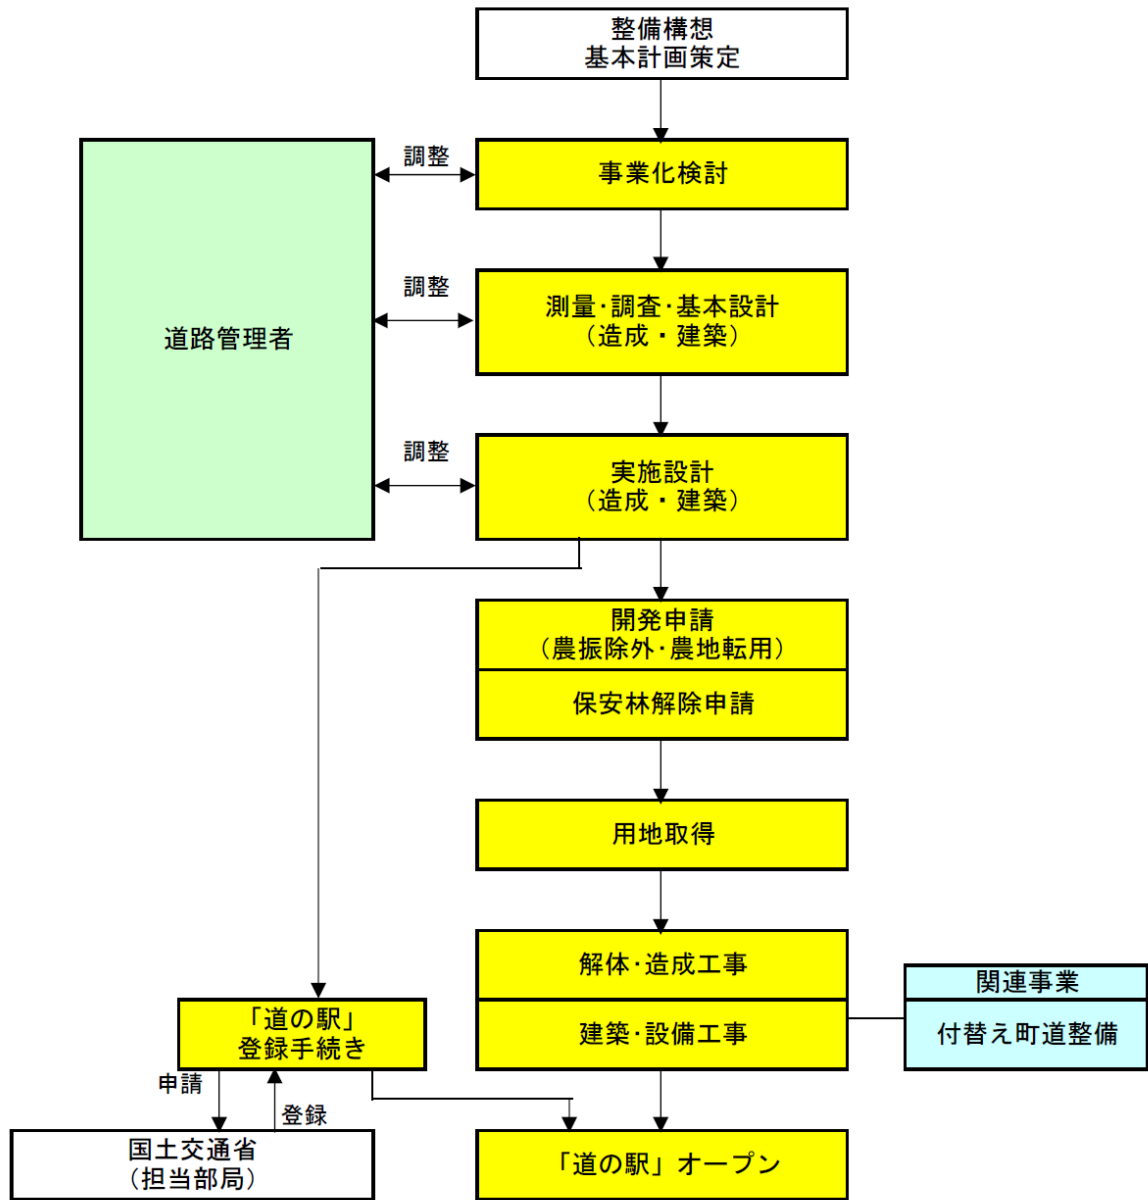 整備構想
基本計画策定
調整
事業化検討
調整
測量･調査･基本設計
（造成・建築）
道路管理者
調整
実施設計
（造成・建築）
開発申請
（農振除外･農地転用）
保安林解除申請
用地取得
解体･造成工事
関連事業
「道の駅」
登録手続き
建築･設備工事
付替え町道整備
申請
登録
国土交通省
（担当部局）
「道の駅」オープン